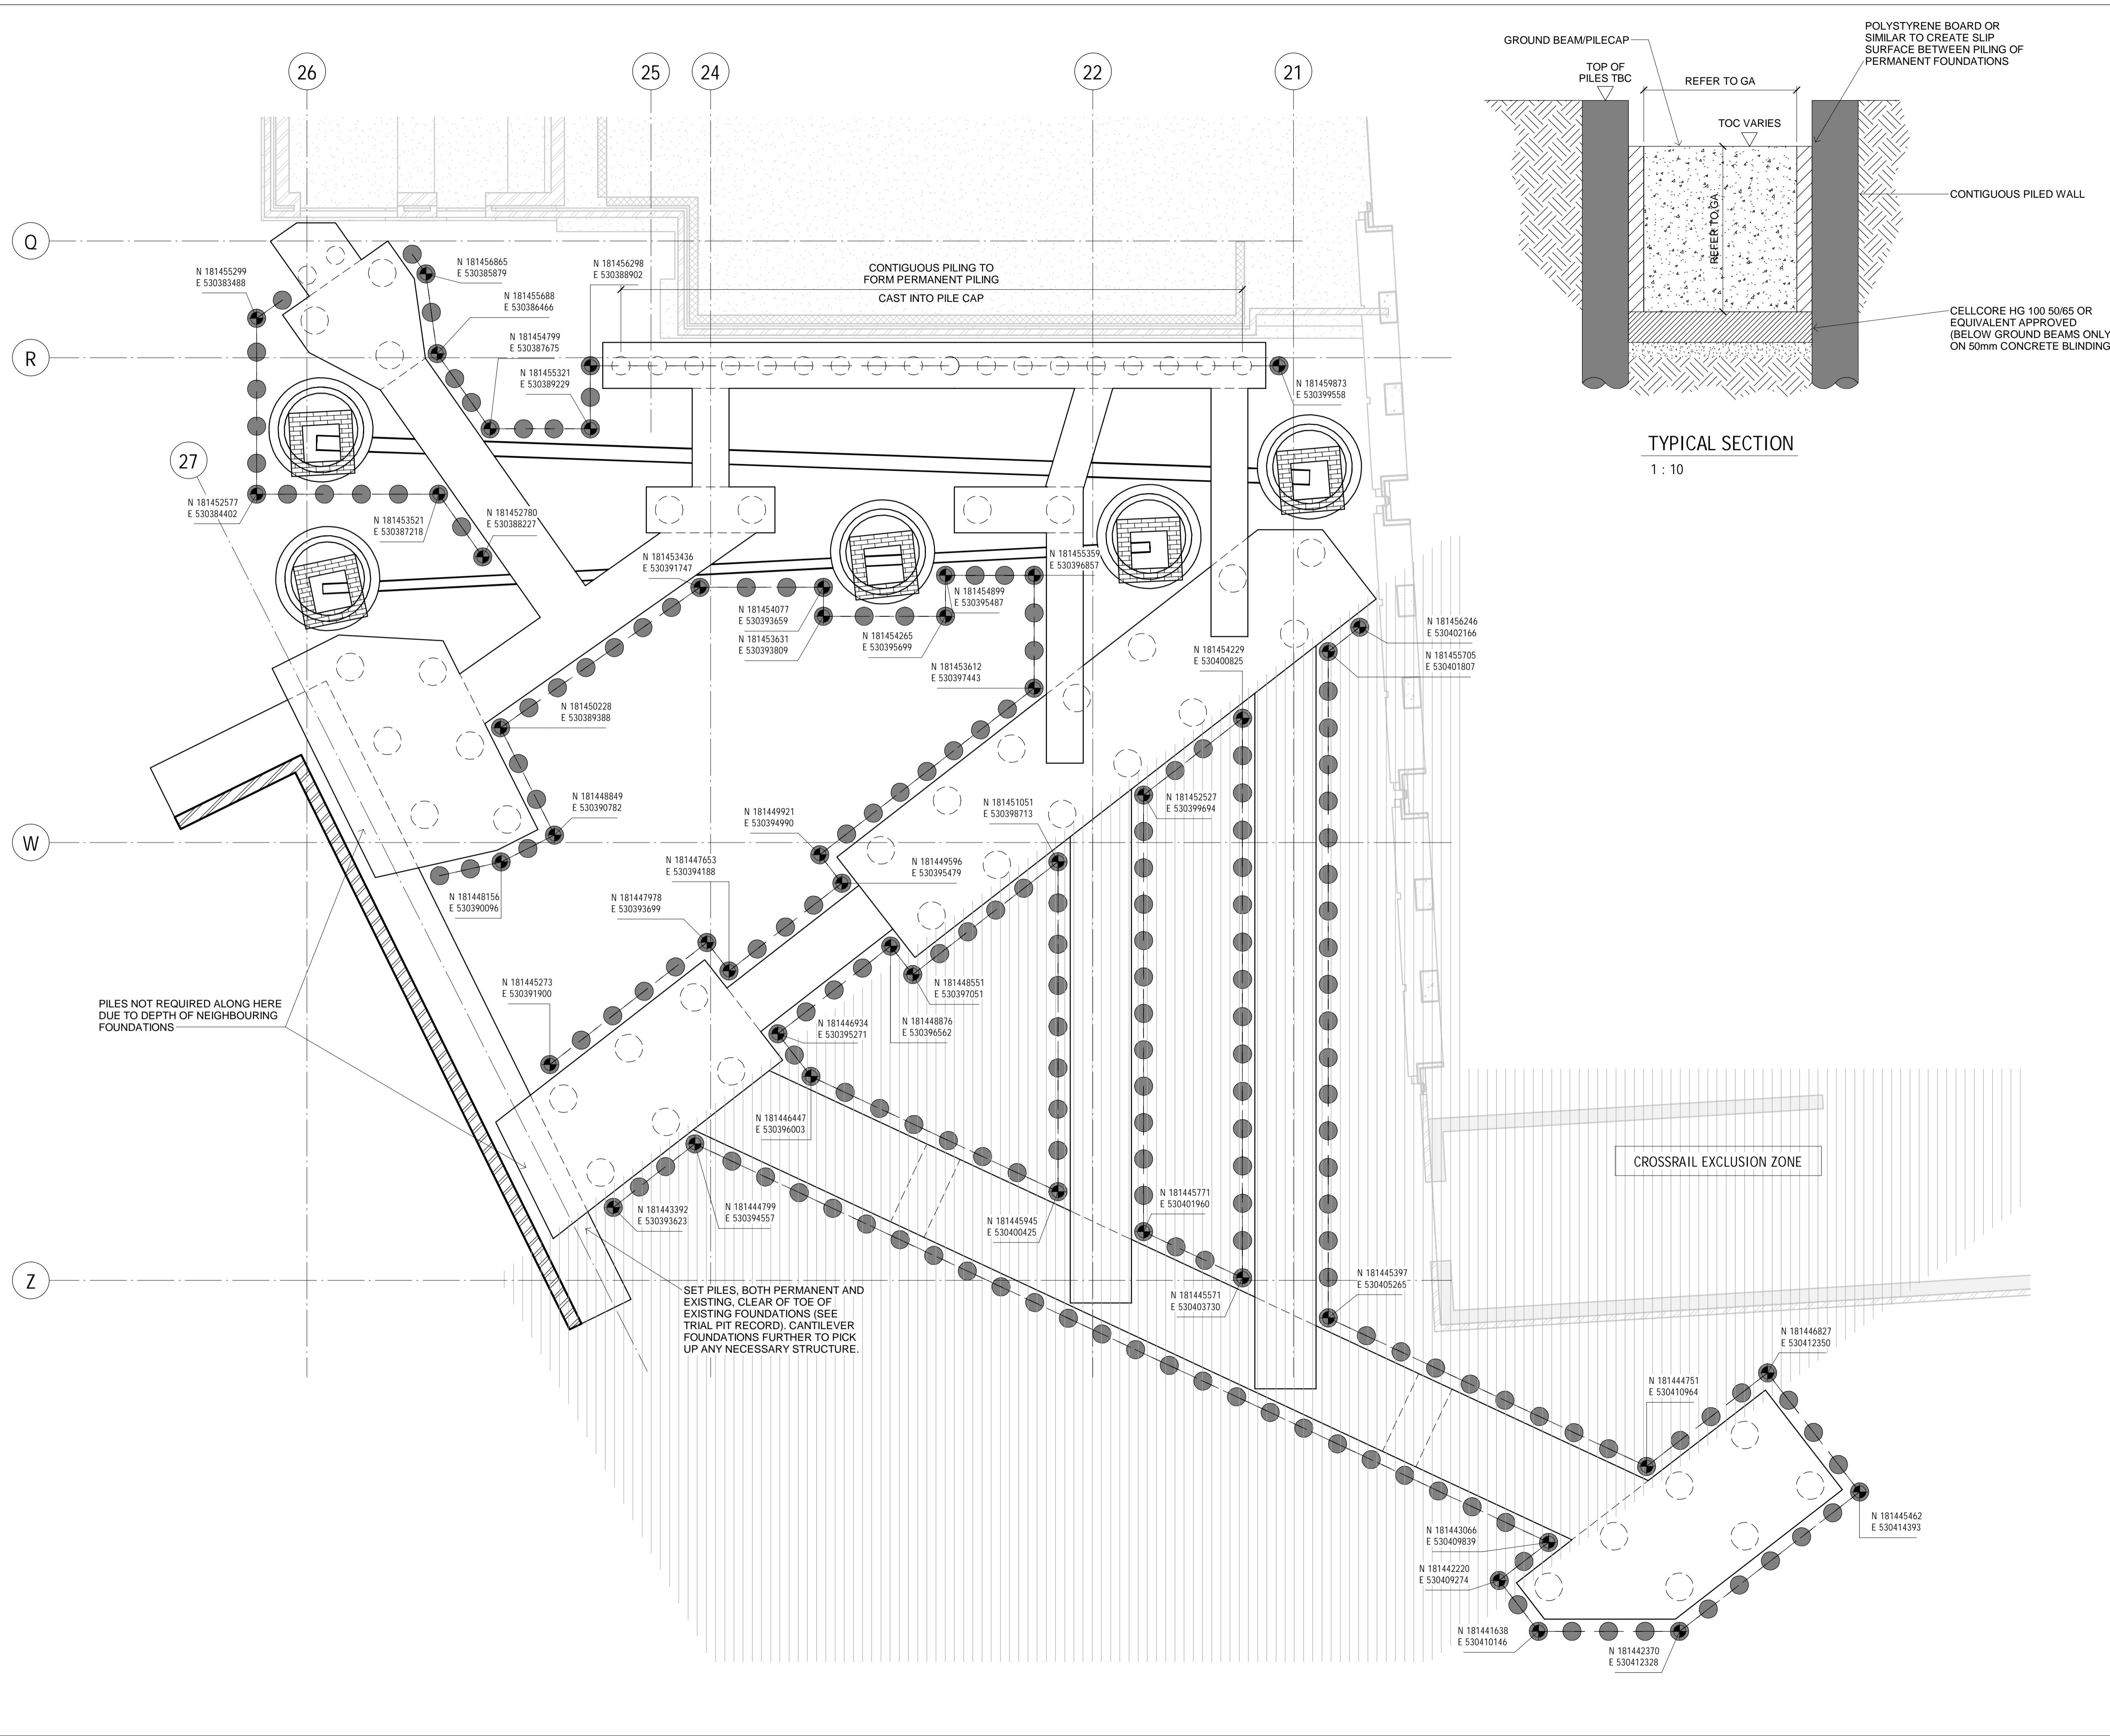 26
25
24
22
21
Q
R
27
W
Z
GROUND BEAM/PILECAP
TOP OF
PILES TBC
REFER TO GA
TOC VARIES
REFER TO GA
POLYSTYRENE BOARD OR
SIMILAR TO CREATE SLIP
SURFACE BETWEEN PILING OF
PERMANENT FOUNDATIONS
CONTIGUOUS PILED WALL
CELLCORE HG 100 50/65 OR
EQUIVALENT APPROVED
(BELOW GROUND BEAMS ONLY
ON 50mm CONCRETE BLINDING
TYPICAL SECTION
1 : 10
N 181455299
E 530383488
N 181456865
E 530385879
N 181455688
E 530386466
N 181454799
E 530387675
N 181455321
E 530389229
N 181456298
E 530388902
CONTIGUOUS PILING TO
FORM PERMANENT PILING
CAST INTO PILE CAP
N 181459873
E 530399558
N 181452577
E 530384402
N 181453521
E 530387218
N 181452780
E 530388227
N 181453436
E 530391747
N 181454077
E 530393659
N 181453631
E 530393809
N 181454265
E 530395699
N 181454899
E 530395487
N 181455359
E 530396857
N 181453612
E 530397443
N 181454229
E 530400825
N 181456246
E 530402166
N 181455705
E 530401807
N 181450228
E 530389388
N 181448849
E 530390782
N 181448156
E 530390096
N 181449921
E 530394990
N 181451051
E 530398713
N 181452527
E 530399694
N 181447653
E 530394188
N 181449596
E 530395479
N 181447978
E 530393699
N 181445273
E 530391900
N 181448551
E 530397051
N 181448876
E 530396562
N 181446934
E 530395271
PILES NOT REQUIRED ALONG HERE
DUE TO DEPTH OF NEIGHBOURING
FOUNDATIONS
N 181446447
E 530396003
N 181443392
E 530393623
N 181444799
E 530394557
N 181445945
E 530400425
N 181445771
E 530401960
N 181445571
E 530403730
N 181445397
E 530405265
CROSSRAIL EXCLUSION ZONE
SET PILES, BOTH PERMANENT AND
EXISTING, CLEAR OF TOE OF
EXISTING FOUNDATIONS (SEE
TRIAL PIT RECORD). CANTILEVER
FOUNDATIONS FURTHER TO PICK
UP ANY NECESSARY STRUCTURE.
N 181446827
E 530412350
N 181444751
E 530410964
N 181445462
E 530414393
N 181443066
E 530409839
N 181442220
E 530409274
N 181441638
E 530410146
N 181442370
E 530412328